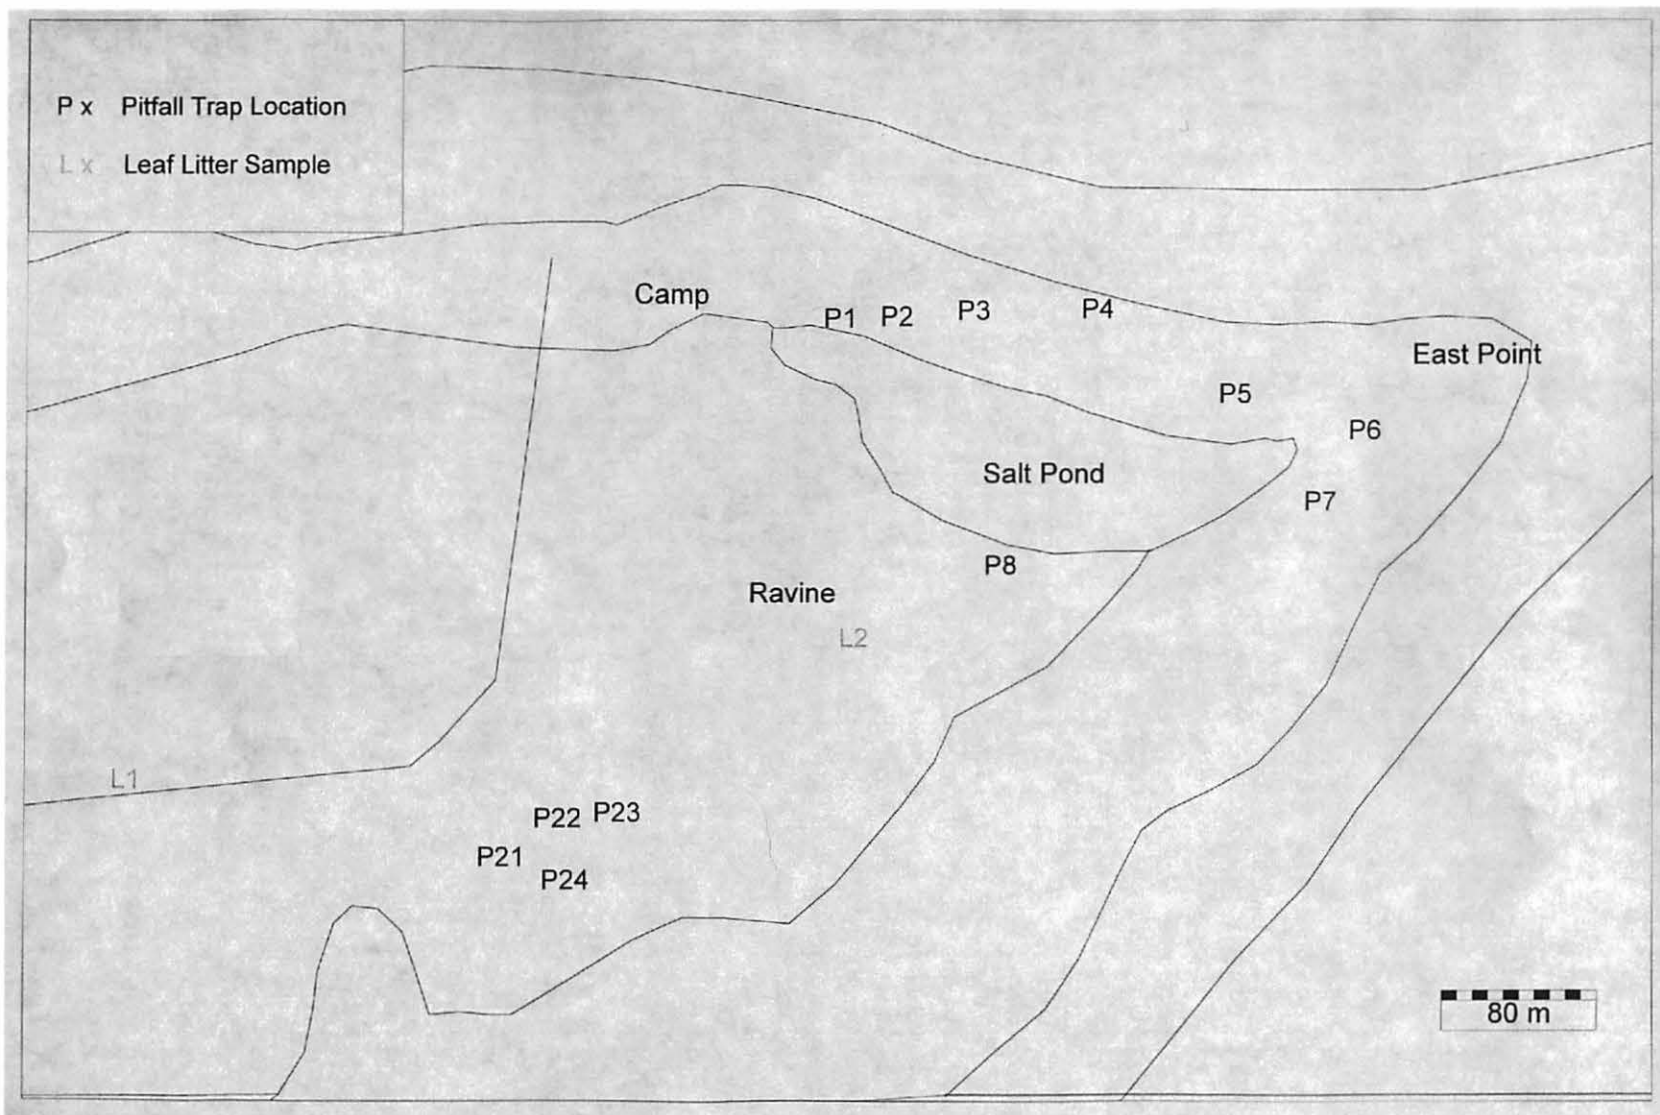 P x Pitfall Trap Location
L x Leaf Litter Sample
Camp
P1 P2 P3 P4
East Point
P5
P6
Salt Pond
P7
P8
Ravine
L2
L1
P22 P23
P21
P24
80 m